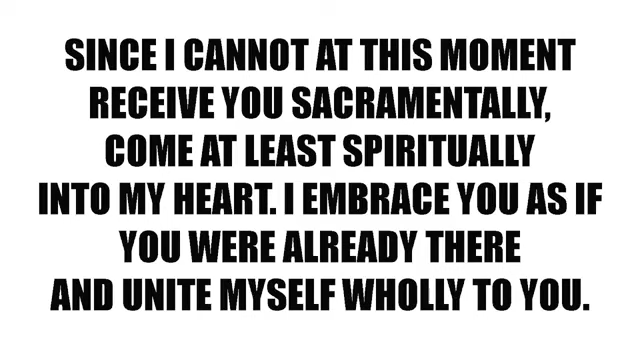 SINCE I CANNOT AT THIS MOMENT
RECEIVE YOU SACRAMENTALLY,
COME AT LEAST SPIRITUALLY
INTO MY HEART. I EMBRACE YOU AS IF
YOU WERE ALREADY THERE
AND UNITE MYSELF WHOLLY TO YOU.